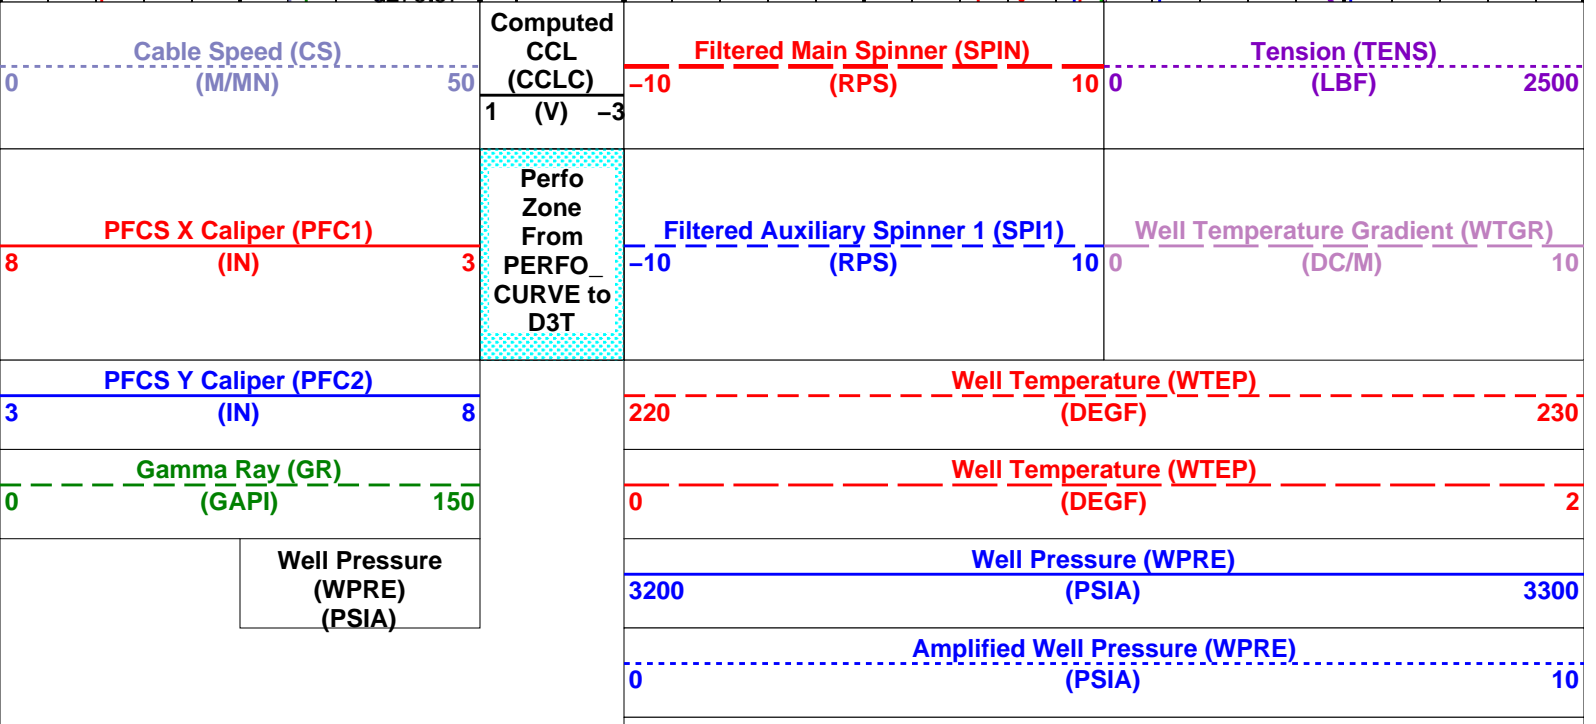 Computed
CCL
(CCLC)
1 (V) −3
Cable Speed (CS)
0 (M/MN) 50
Filtered Main Spinner (SPIN)
−10 (RPS) 10
Tension (TENS)
0 (LBF) 2500
Perfo
Zone
From
PERFO_
CURVE to
D3T
PFCS X Caliper (PFC1)
8 (IN) 3
Filtered Auxiliary Spinner 1 (SPI1)
−10 (RPS) 10
Well Temperature Gradient (WTGR)
0 (DC/M) 10
PFCS Y Caliper (PFC2)
3 (IN) 8
Well Temperature (WTEP)
220 (DEGF) 230
Gamma Ray (GR)
0 (GAPI) 150
Well Temperature (WTEP)
0 (DEGF) 2
Well Pressure
(WPRE)
(PSIA)
Well Pressure (WPRE)
3200 (PSIA) 3300
Amplified Well Pressure (WPRE)
0 (PSIA) 10